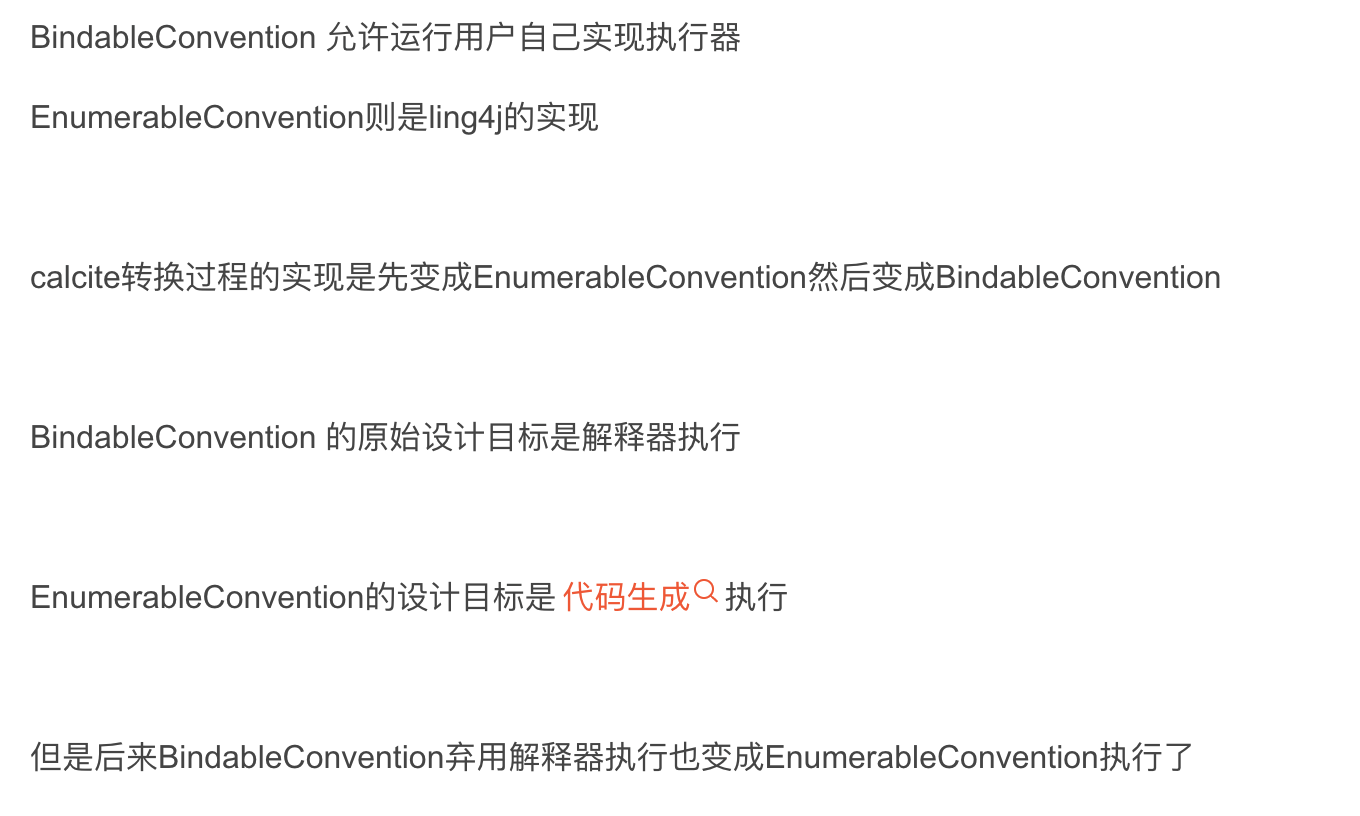 BindableConvention 允许运行用户自己实现执行器
EnumerableConvention则是ling4j的实现
calcite转换过程的实现是先变成EnumerableConvention然后变成BindableConvention
BindableConvention 的原始设计目标是解释器执行
EnumerableConvention的设计目标是 代码生成 执行
但是后来BindableConvention弃用解释器执行也变成EnumerableConvention执行了